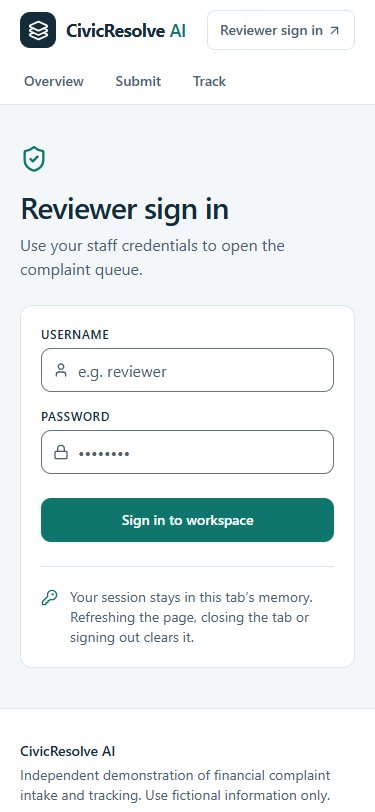 CivicResolve AI
Reviewer sign in
Overview
Submit
Track
Reviewer sign in
Use your staff credentials to open the
complaint queue.
USERNAME
e.g. reviewer
PASSWORD
••••••••
Sign in to workspace
Your session stays in this tab’s memory.
Refreshing the page, closing the tab or
signing out clears it.
CivicResolve AI
Independent demonstration of financial complaint
intake and tracking. Use fictional information only.